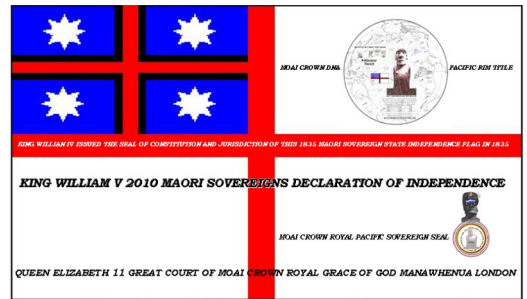 MOAI CROWN DNA
PACIFIC RIM TITLE
KING WILLIAM IV ISSUED THE SEAL OF CONSTITUTION AND JURISDICTION OF THIS 1835 MAORI SOVEREIGN STATE INDEPENDENCE FLAG IN 1835
KING WILLIAM V 2010 MAORI SOVEREIGNS DECLARATION OF INDEPENDENCE
MOAI CROWN ROYAL PACIFIC SOVEREIGN SEAL
QUEEN ELIZABETH 11 GREAT COURT OF MOAI CROWN ROYAL GRACE OF GOD MANAWHENUA LONDON